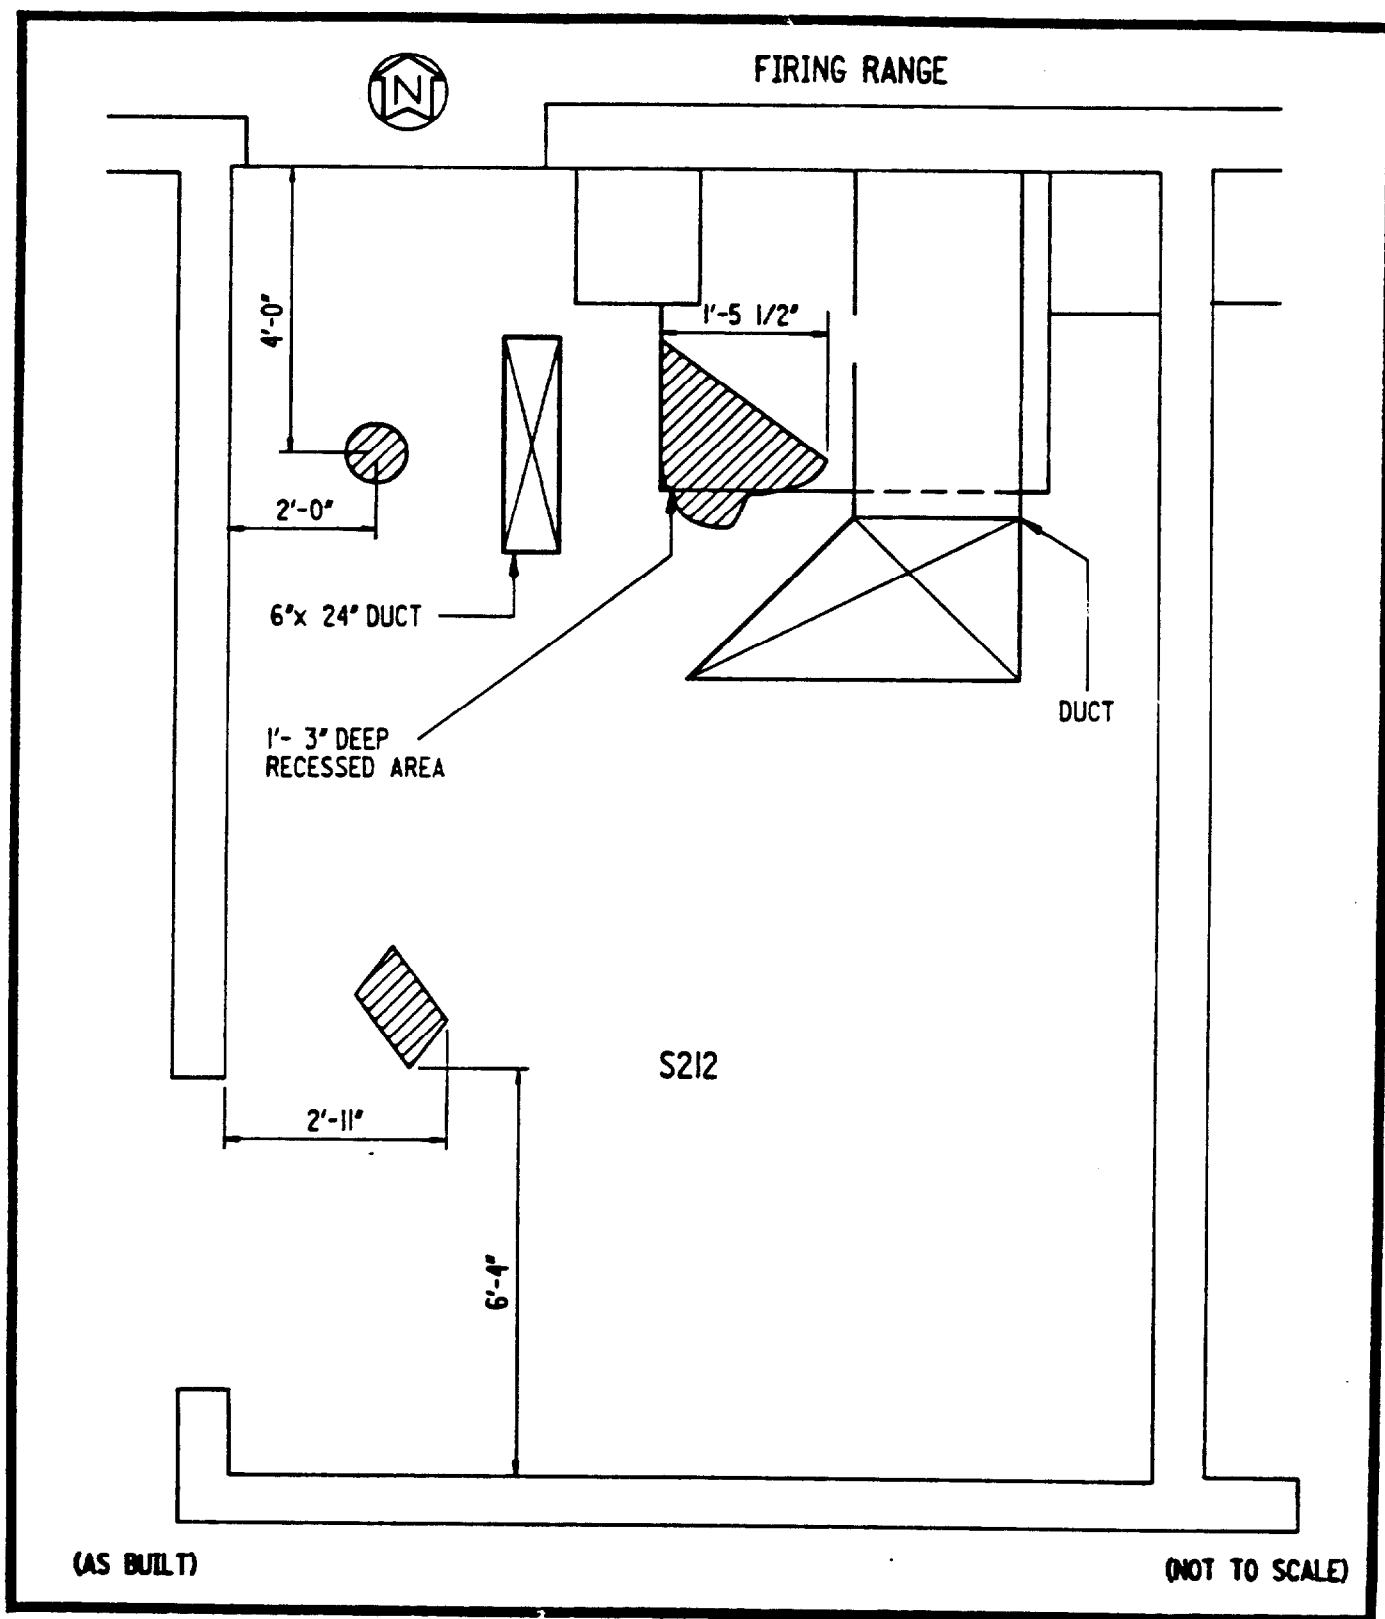 N
FIRING RANGE
4'-0"
1'-5 1/2"
2'-0"
6"x 24" DUCT
DUCT
1'- 3" DEEP
RECESSED AREA
S212
2'-11"
6'-4"
(AS BUILT)
(NOT TO SCALE)